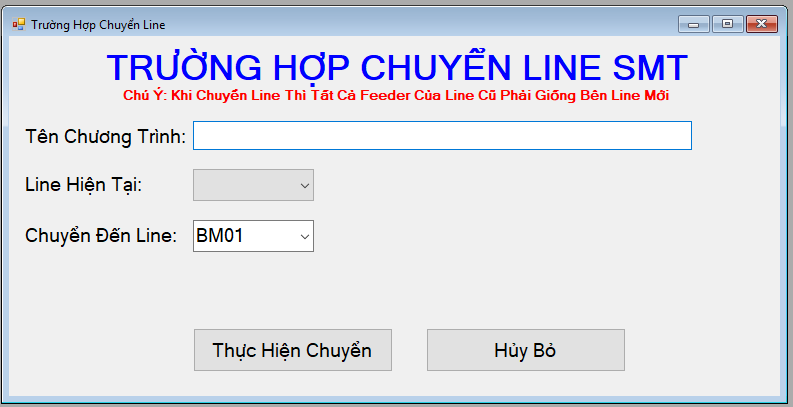 Trường Hợp Chuyển Line
TRƯỜNG HỢP CHUYỂN LINE SMT
Chú Ý: Khi Chuyển Line Thì Tất Cả Feeder Của Line Cũ Phải Giống Bên Line Mới
Tên Chương Trình:
Line Hiện Tại:
Chuyển Đến Line: BM01
Thực Hiện Chuyển Hủy Bỏ